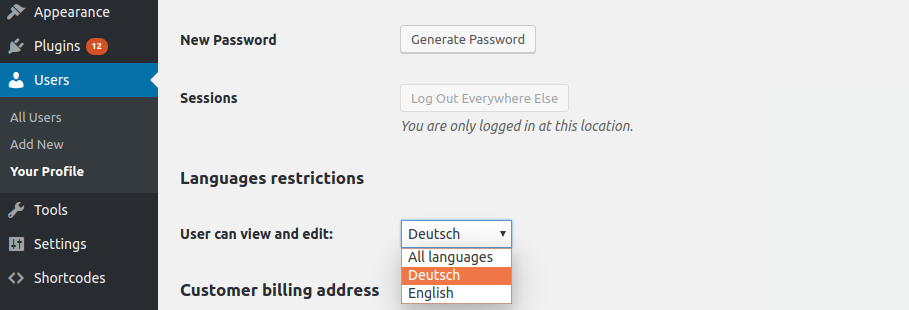 Appearance
Plugins 12
Users
All Users
Add New
Your Profile
Tools
Settings
Shortcodes
New Password Generate Password
Sessions Log Out Everywhere Else
You are only logged in at this location.
Languages restrictions
User can view and edit: Deutsch
All languages
Deutsch
English
Customer billing address